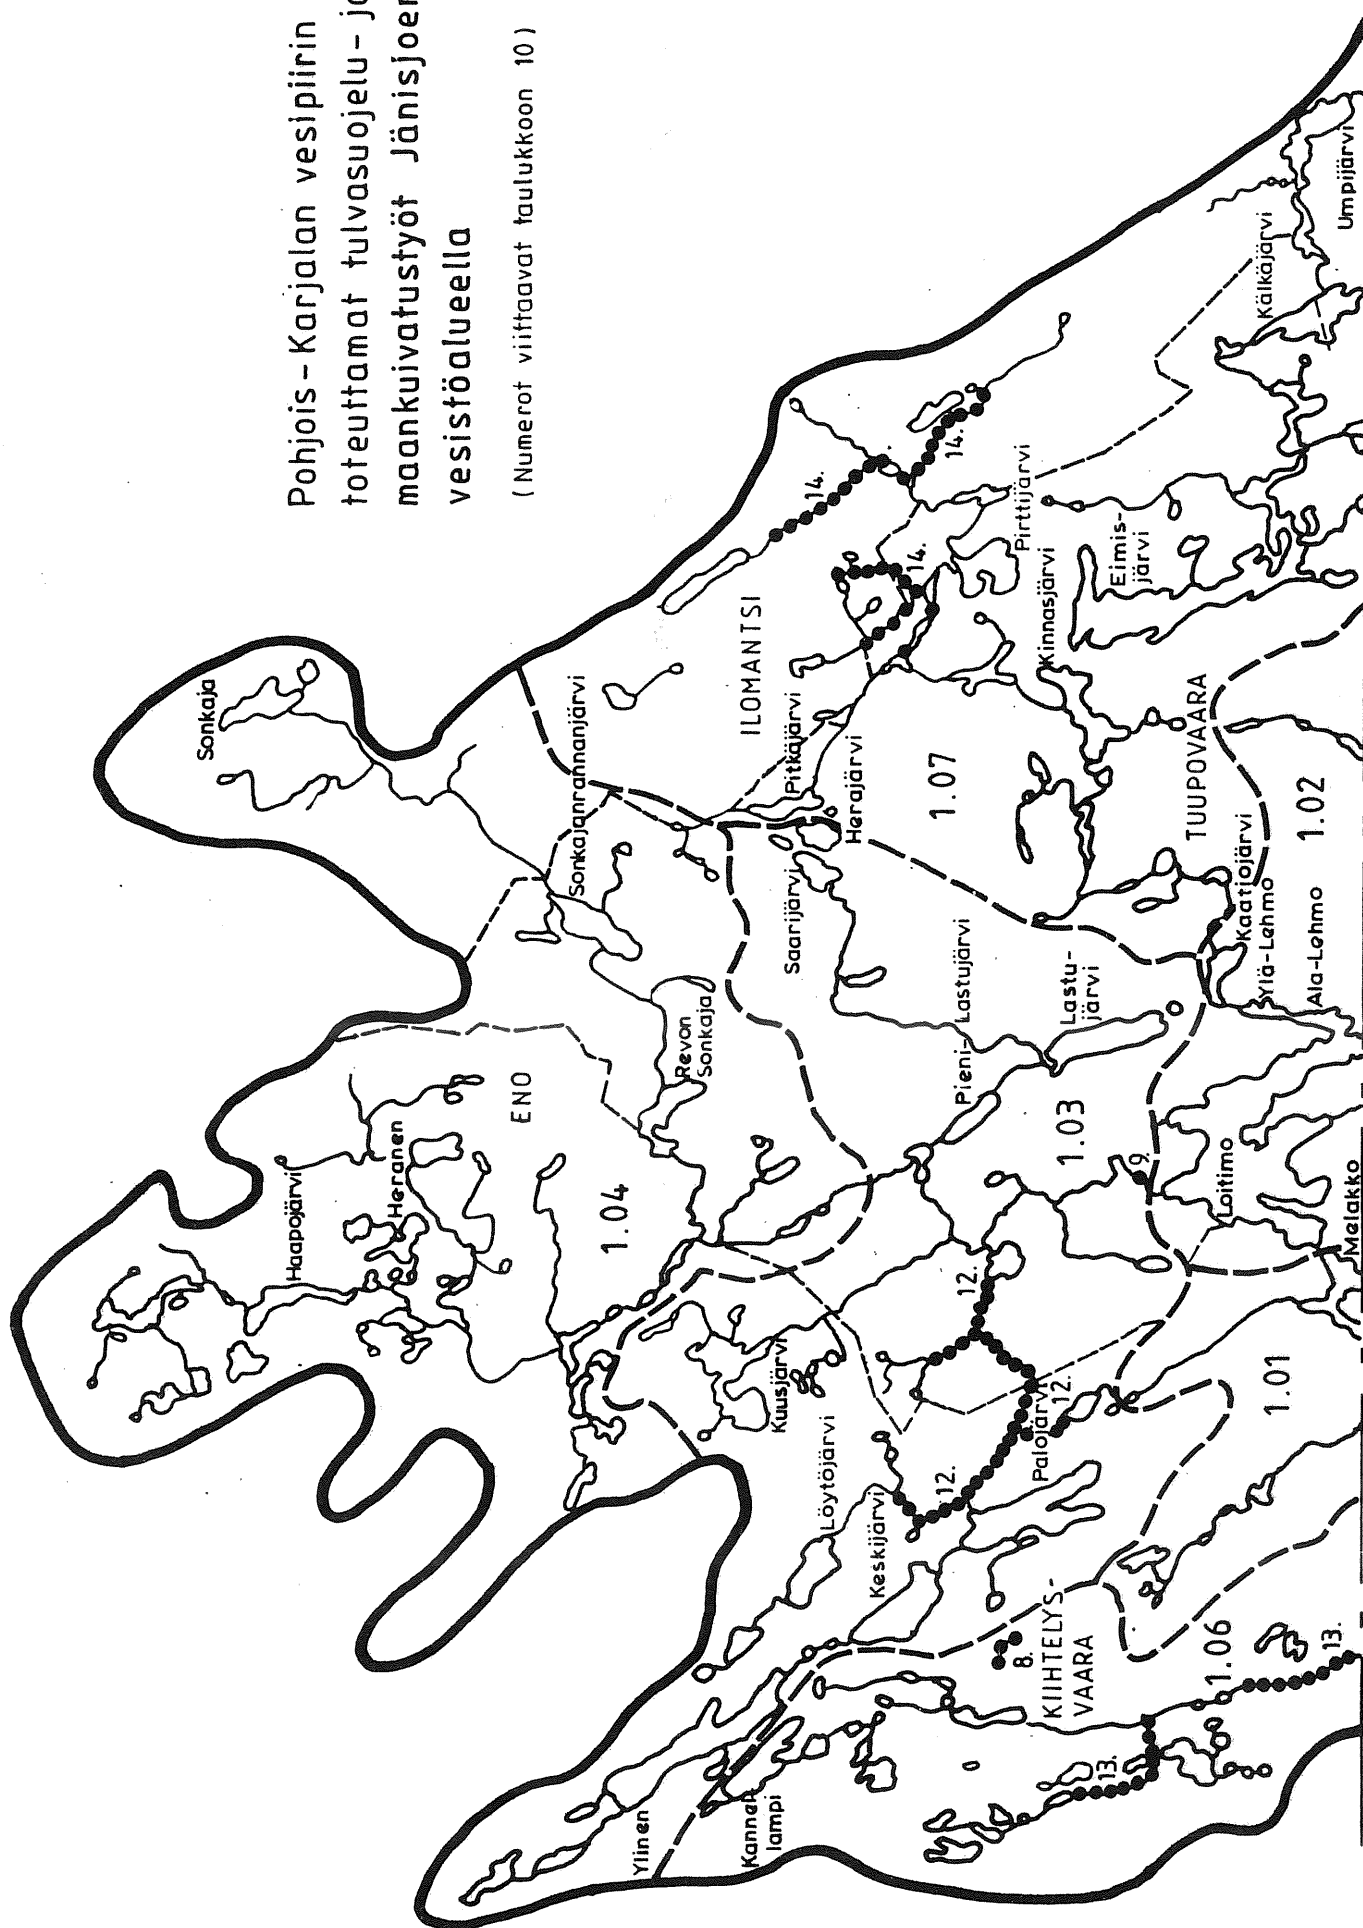 Pohjois-Karjalan vesipiirin
toteuttamat tulvasuojelu- ja
maankuivatustyöt Jänisjoen
vesistöalueella
(Numerot viittaavat taulukkoon 10)
Sonkaja
Sonkajanrannanjärvi
Haapojärvi
Heranen
ENO
1.04
Revon
Sonkaja
ILOMANTSI
Pitkäjärvi
Herajärvi
Saarijärvi
14.
14.
14.
Pirttijärvi
Kinnasjärvi
Eimis-
järvi
Kälkäjärvi
Umpijärvi
1.07
TUUPOVAARA
Kaatiojärvi
Ylä-Lehmo
Ala-Lehmo
1.02
Pieni-Lastujärvi
Lastu-
järvi
1.03
9.
Loitimo
Melakko
Kuusjärvi
Löytöjärvi
Keskijärvi
12.
12.
12.
Palojärvi
1.01
Ylinen
Kannel
lampi
8.
KIIHTELYS-
VAARA
1.06
13.
13.